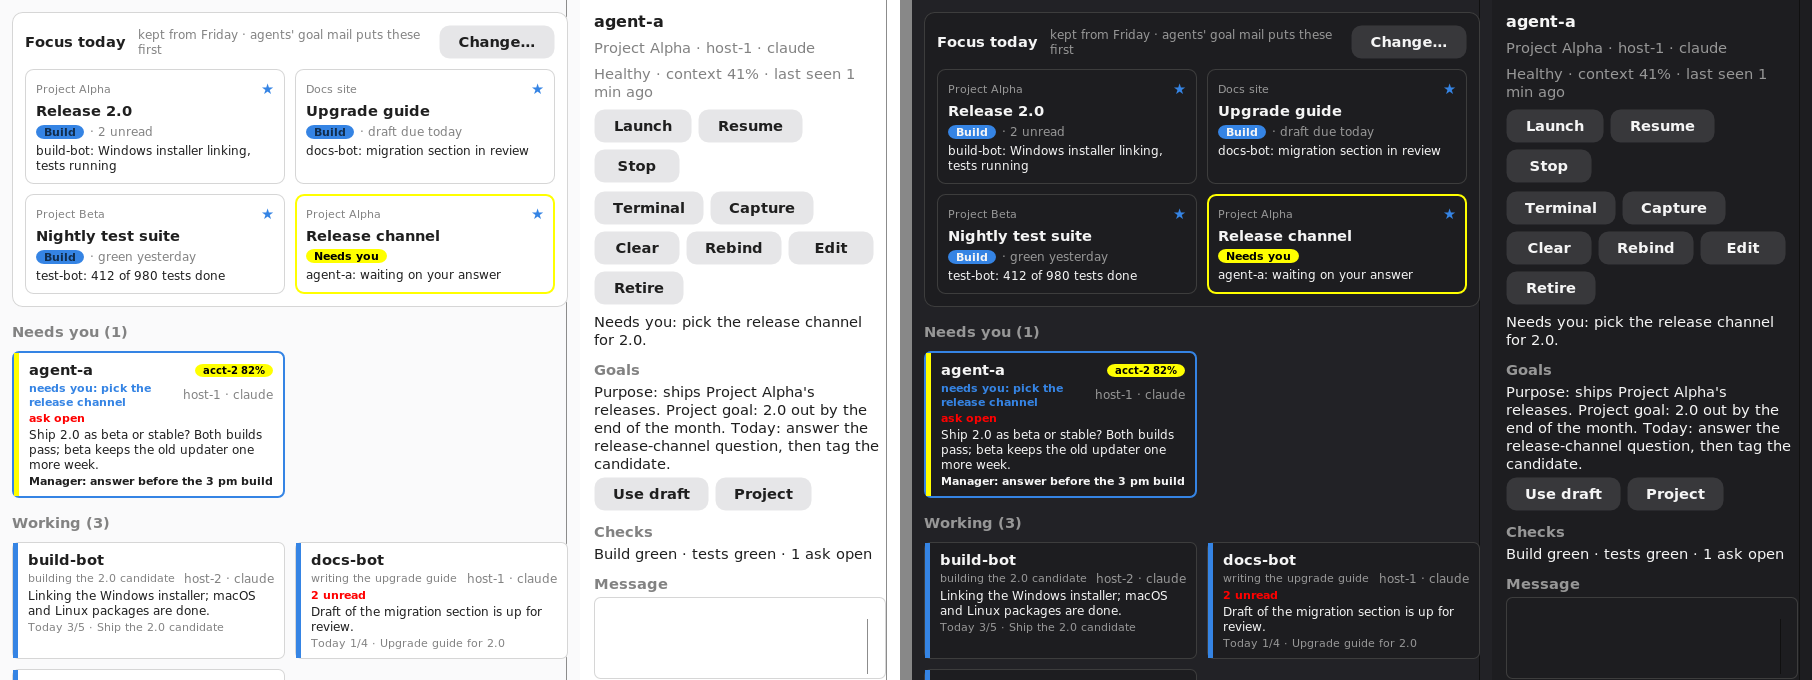 Focus today
kept from Friday · agents' goal mail puts these
first
Change...
Project Alpha ★
Release 2.0
Build · 2 unread
build-bot: Windows installer linking,
tests running
Docs site ★
Upgrade guide
Build · draft due today
docs-bot: migration section in review
Project Beta ★
Nightly test suite
Build · green yesterday
test-bot: 412 of 980 tests done
Project Alpha ★
Release channel
Needs you
agent-a: waiting on your answer
Needs you (1)
agent-a
acct-2 82%
needs you: pick the
release channel
host-1 · claude
ask open
Ship 2.0 as beta or stable? Both builds
pass; beta keeps the old updater one
more week.
Manager: answer before the 3 pm build
Working (3)
build-bot
building the 2.0 candidate host-2 · claude
Linking the Windows installer; macOS
and Linux packages are done.
Today 3/5 · Ship the 2.0 candidate
docs-bot
writing the upgrade guide host-1 · claude
2 unread
Draft of the migration section is up for
review.
Today 1/4 · Upgrade guide for 2.0
agent-a
Project Alpha · host-1 · claude
Healthy · context 41% · last seen 1
min ago
Launch Resume
Stop
Terminal Capture
Clear Rebind Edit
Retire
Needs you: pick the release channel
for 2.0.
Goals
Purpose: ships Project Alpha's
releases. Project goal: 2.0 out by the
end of the month. Today: answer the
release-channel question, then tag the
candidate.
Use draft Project
Checks
Build green · tests green · 1 ask open
Message
Focus today
kept from Friday · agents' goal mail puts these
first
Change...
Project Alpha ★
Release 2.0
Build · 2 unread
build-bot: Windows installer linking,
tests running
Docs site ★
Upgrade guide
Build · draft due today
docs-bot: migration section in review
Project Beta ★
Nightly test suite
Build · green yesterday
test-bot: 412 of 980 tests done
Project Alpha ★
Release channel
Needs you
agent-a: waiting on your answer
Needs you (1)
agent-a
acct-2 82%
needs you: pick the
release channel
host-1 · claude
ask open
Ship 2.0 as beta or stable? Both builds
pass; beta keeps the old updater one
more week.
Manager: answer before the 3 pm build
Working (3)
build-bot
building the 2.0 candidate host-2 · claude
Linking the Windows installer; macOS
and Linux packages are done.
Today 3/5 · Ship the 2.0 candidate
docs-bot
writing the upgrade guide host-1 · claude
2 unread
Draft of the migration section is up for
review.
Today 1/4 · Upgrade guide for 2.0
agent-a
Project Alpha · host-1 · claude
Healthy · context 41% · last seen 1
min ago
Launch Resume
Stop
Terminal Capture
Clear Rebind Edit
Retire
Needs you: pick the release channel
for 2.0.
Goals
Purpose: ships Project Alpha's
releases. Project goal: 2.0 out by the
end of the month. Today: answer the
release-channel question, then tag the
candidate.
Use draft Project
Checks
Build green · tests green · 1 ask open
Message